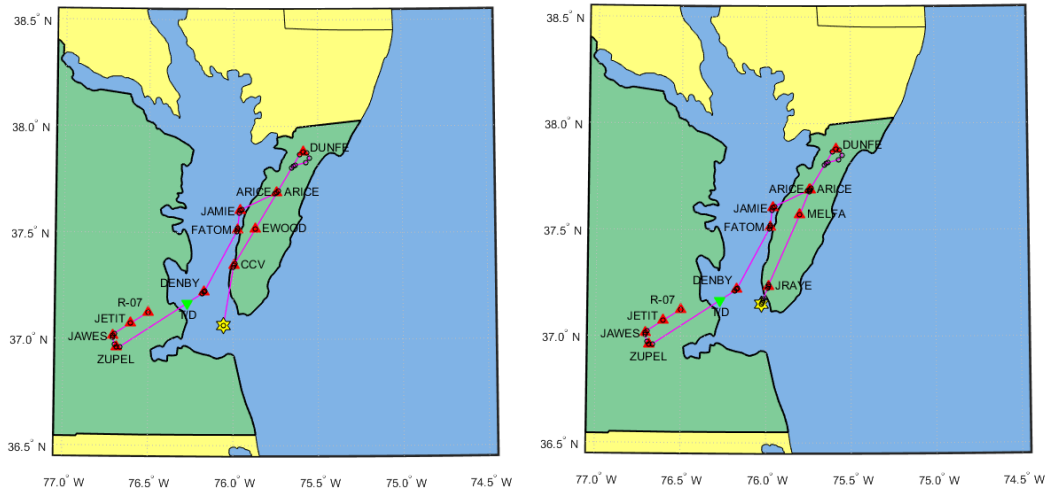 38.5° N
38.0° N
37.5° N
37.0° N
36.5° N
77.0° W
76.5° W
76.0° W
75.5° W
75.0° W
74.5° W
DUNFE
ARICE
ARICE
JAMIE
FATOM
EWOOD
CCV
DENBY
R-07
JETIT
JAWES
ZUPEL
38.5° N
38.0° N
37.5° N
37.0° N
36.5° N
77.0° W
76.5° W
76.0° W
75.5° W
75.0° W
74.5° W
DUNFE
ARICE
ARICE
JAMIE
MELFA
FATOM
DENBY
JRAYE
R-07
JETIT
JAWES
ZUPEL